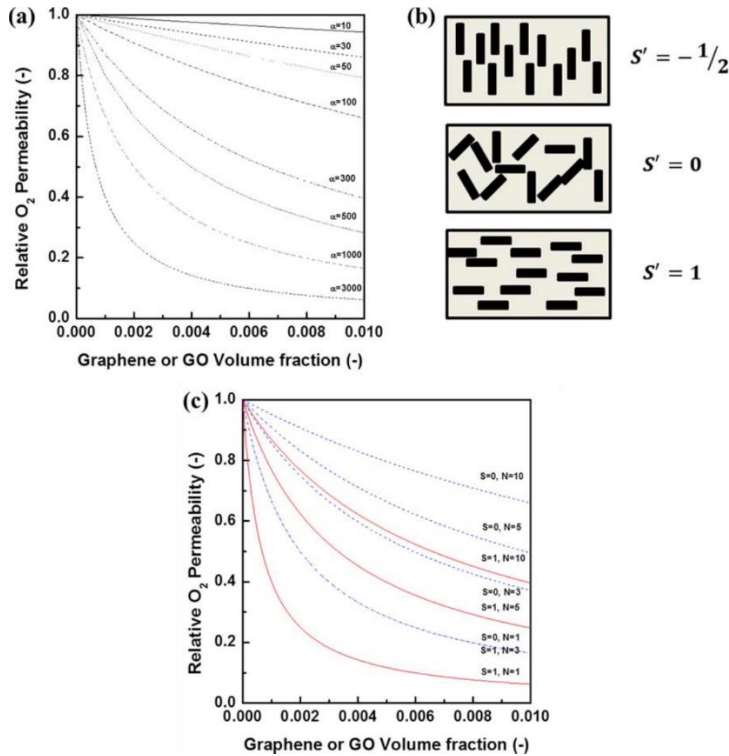 (a)
1.0
0.8
0.6
0.4
0.2
0.0
Relative O₂ Permeability (-)
α=10
α=30
α=50
α=100
α=300
α=500
α=1000
α=3000
0.000 0.002 0.004 0.006 0.008 0.010
Graphene or GO Volume fraction (-)
(b)
S′ = − 1/2
S′ = 0
S′ = 1
(c)
1.0
0.8
0.6
0.4
0.2
0.0
Relative O₂ Permeability (-)
S=0, N=10
S=0, N=5
S=1, N=10
S=0, N=3
S=1, N=5
S=0, N=1
S=1, N=3
S=1, N=1
0.000 0.002 0.004 0.006 0.008 0.010
Graphene or GO Volume fraction (-)